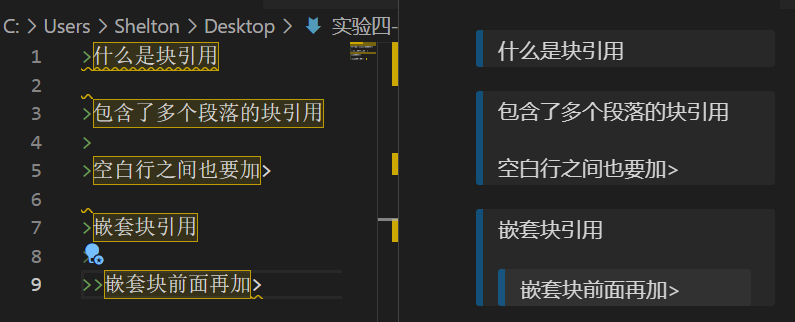 C: > Users > Shelton > Desktop > 实验四-
1 >什么是块引用
2
3 >包含了多个段落的块引用
4 >
5 >空白行之间也要加>
6
7 >嵌套块引用
8 >
9 >>嵌套块前面再加>
什么是块引用
包含了多个段落的块引用
空白行之间也要加>
嵌套块引用
嵌套块前面再加>